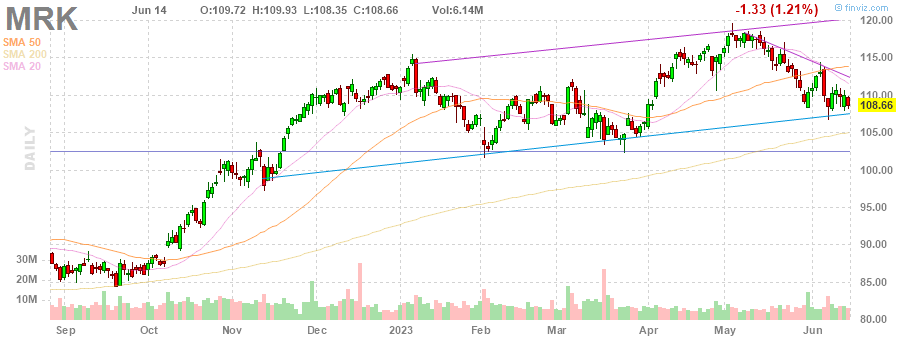 MRK Jun 14 O:109.72 H:109.93 L:108.35 C:108.66 Vol:6.14M -1.33 (1.21%) © finviz.com
SMA 50
SMA 200
SMA 20
DAILY
120.00
115.00
110.00
108.66
105.00
100.00
95.00
90.00
85.00
80.00
30M
20M
10M
Sep Oct Nov Dec 2023 Feb Mar Apr May Jun